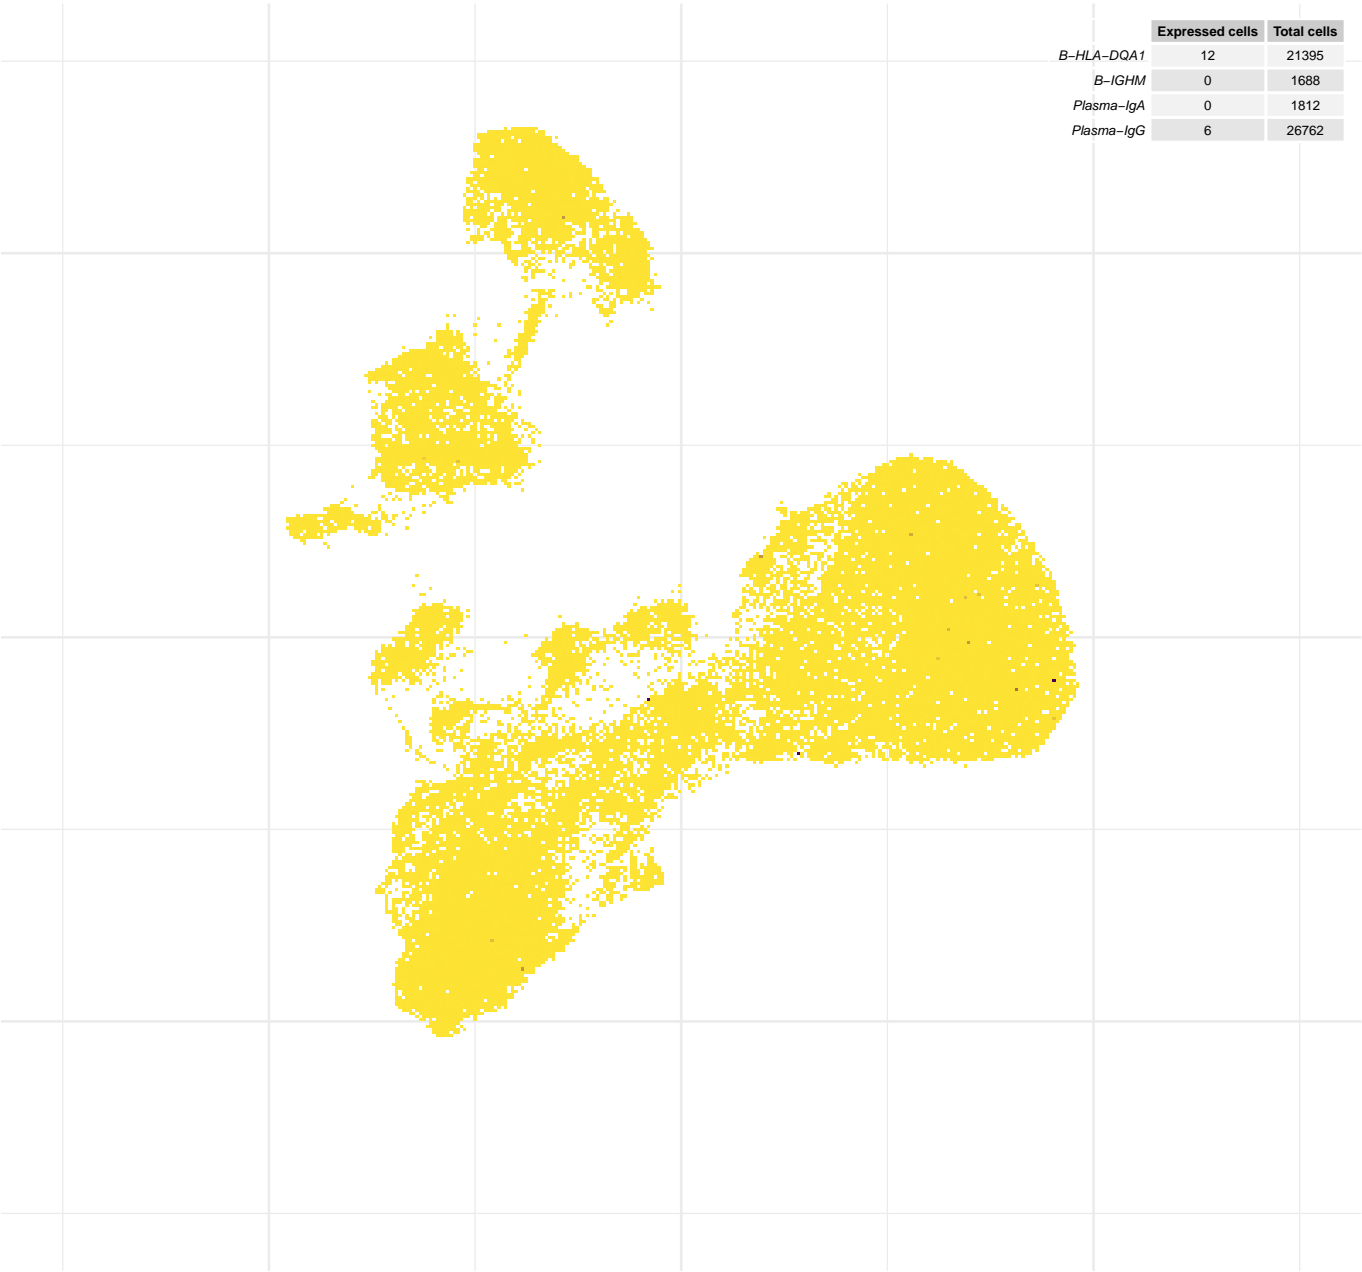 Expressed cells Total cells
B−HLA−DQA1 12 21395
B−IGHM 0 1688
Plasma−IgA 0 1812
Plasma−IgG 6 26762